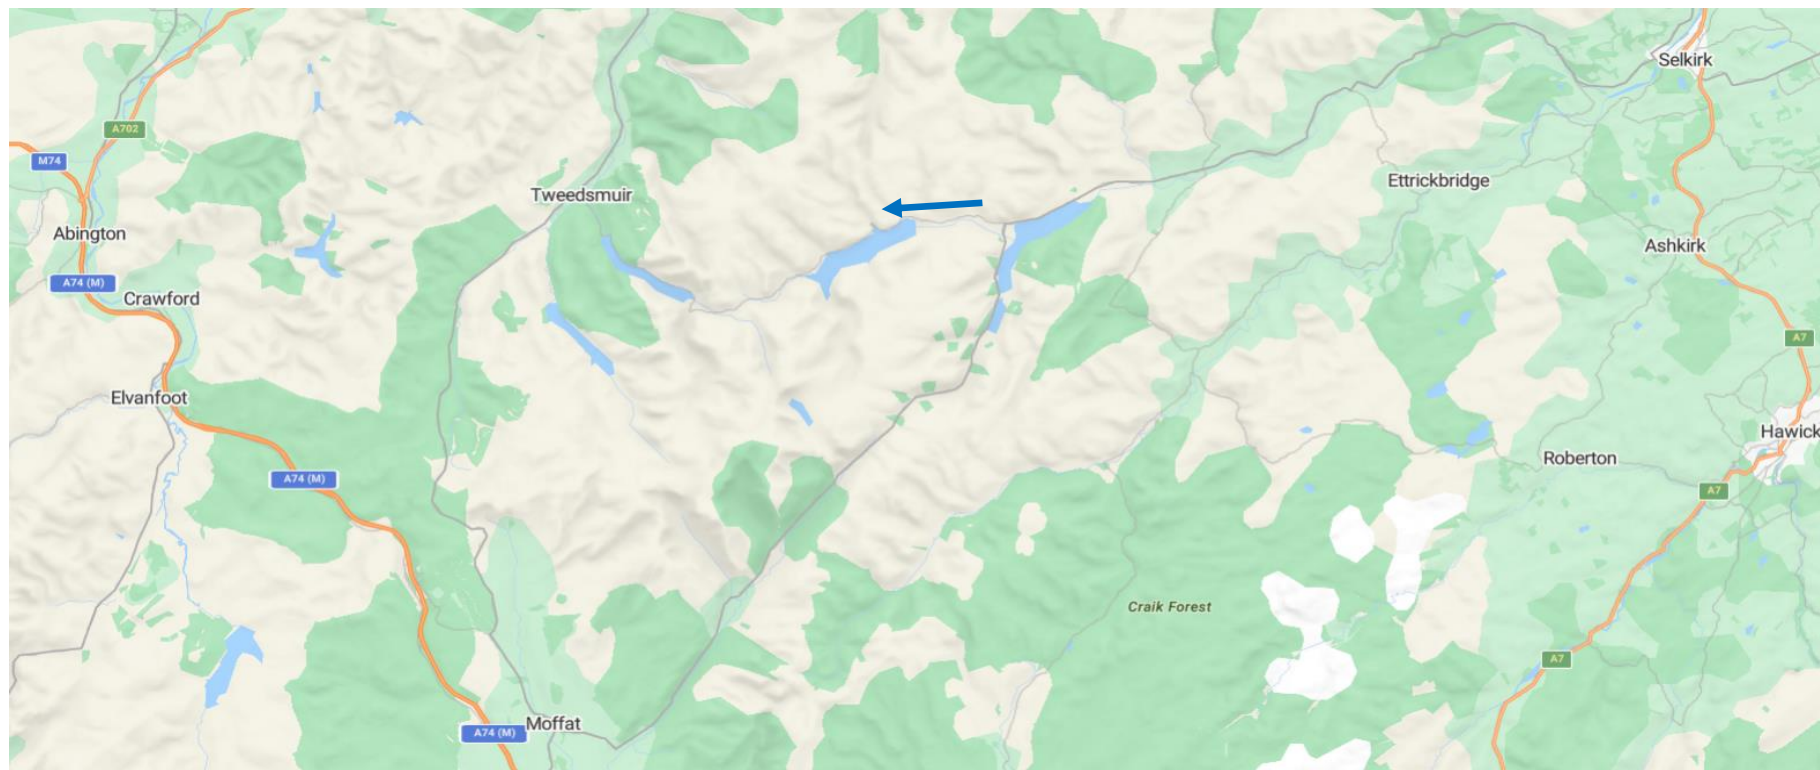 Selkirk
A702
M74
Ettrickbridge
Tweedsmuir
Abington
Ashkirk
A74 (M)
Crawford
A7
Elvanfoot
Hawick
Roberton
A74 (M)
A7
Craik Forest
A7
Moffat
A74 (M)